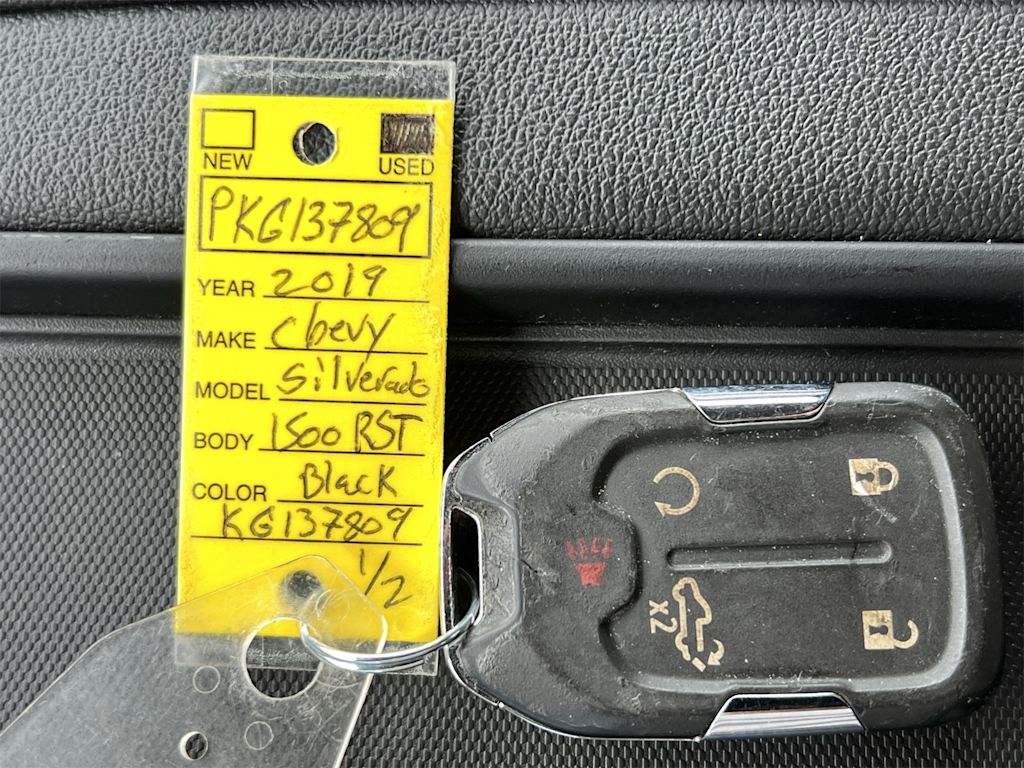 NEW USED
PKG137809
YEAR 2019
MAKE Chevy
MODEL Silverado
BODY 1500 RST
COLOR Black
KG137809
1/2
X2